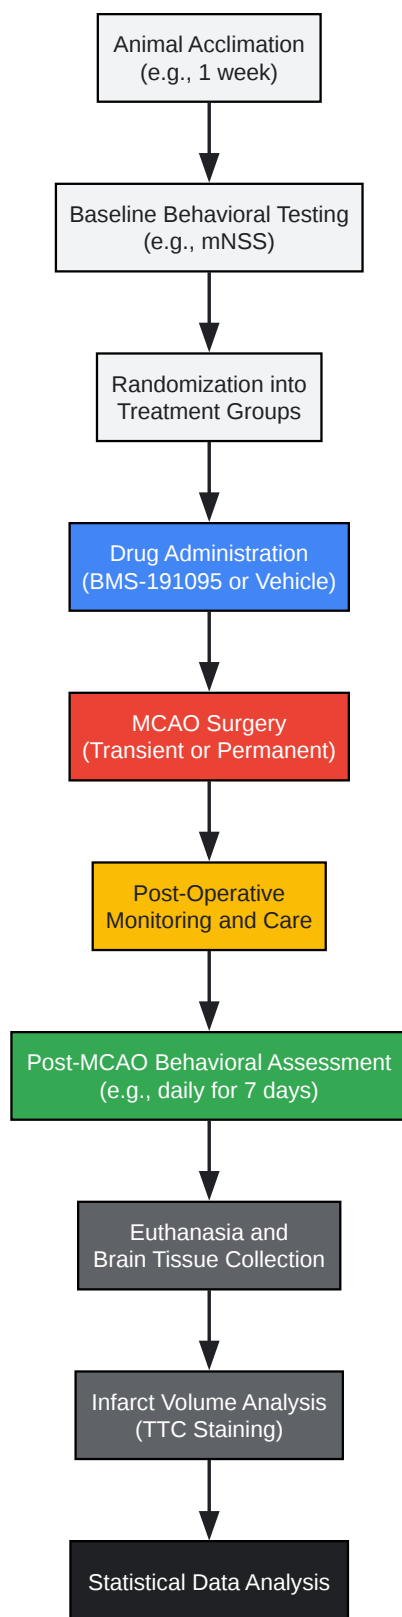 Animal Acclimation
(e.g., 1 week)
Baseline Behavioral Testing
(e.g., mNSS)
Randomization into
Treatment Groups
Drug Administration
(BMS-191095 or Vehicle)
MCAO Surgery
(Transient or Permanent)
Post-Operative
Monitoring and Care
Post-MCAO Behavioral Assessment
(e.g., daily for 7 days)
Euthanasia and
Brain Tissue Collection
Infarct Volume Analysis
(TTC Staining)
Statistical Data Analysis